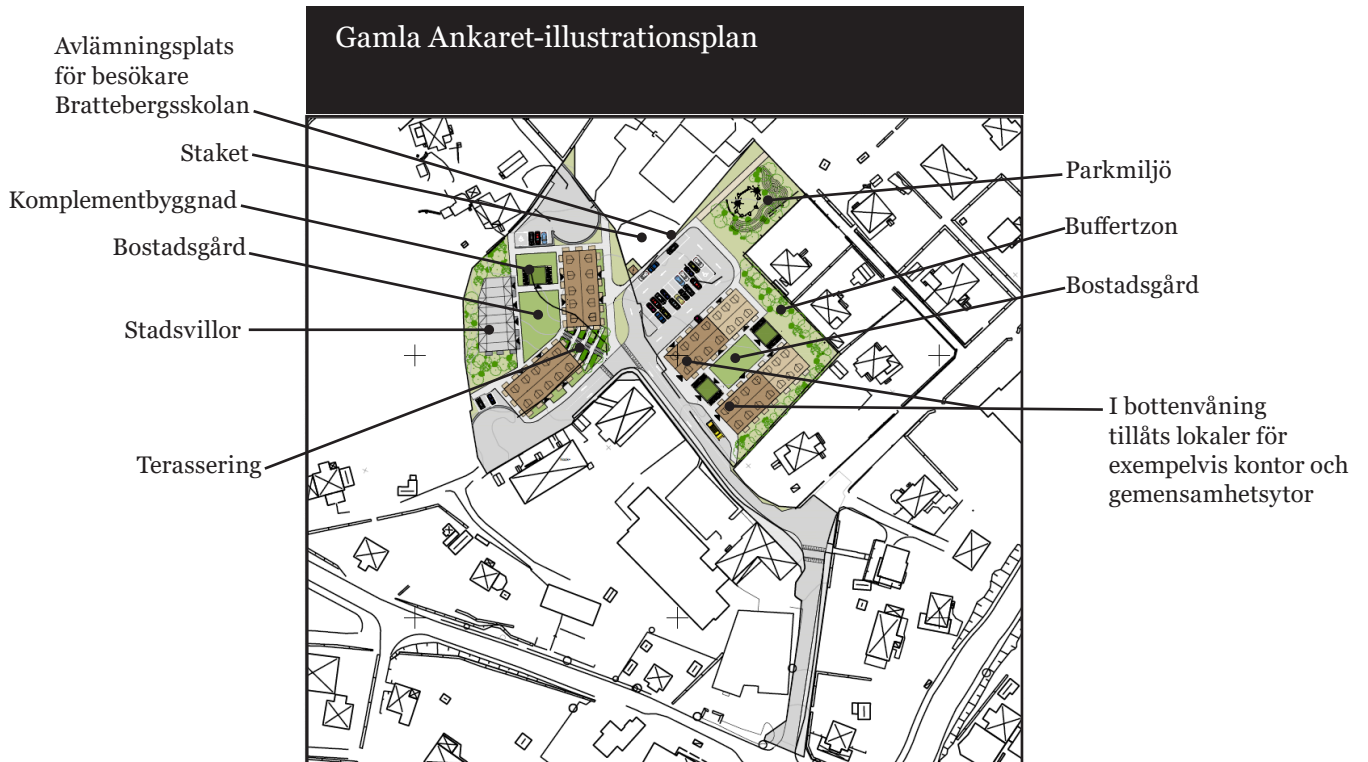 Gamla Ankaret-illustrationsplan
Avlämningsplats
för besökare
Brattebergsskolan
Staket
Komplementbyggnad
Bostadsgård
Stadsvillor
Terassering
Parkmiljö
Buffertzon
Bostadsgård
I bottenvåning
tillåts lokaler för
exempelvis kontor och
gemensamhetsytor